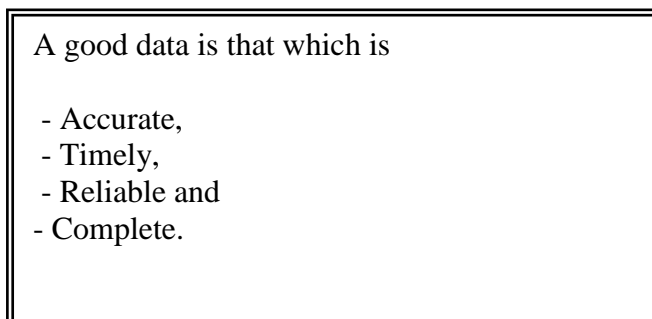 A good data is that which is
- Accurate,
- Timely,
- Reliable and
- Complete.